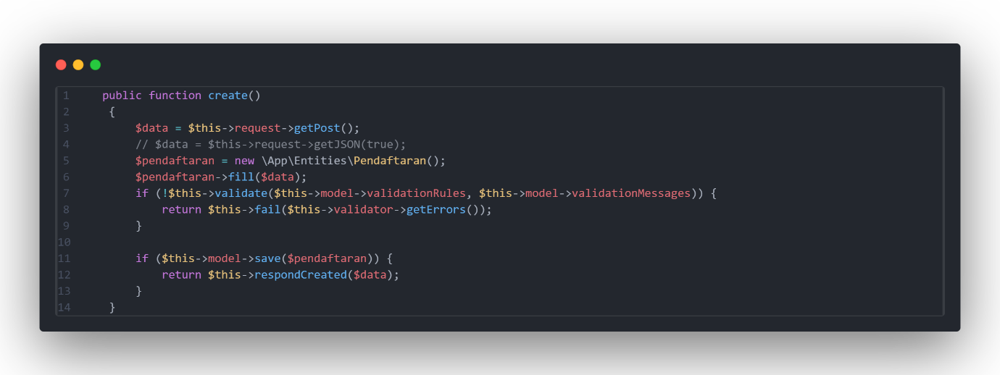 1 public function create()
2 {
3 $data = $this->request->getPost();
4 // $data = $this->request->getJSON(true);
5 $pendaftaran = new \App\Entities\Pendaftaran();
6 $pendaftaran->fill($data);
7 if (!$this->validate($this->model->validationRules, $this->model->validationMessages)) {
8 return $this->fail($this->validator->getErrors());
9 }
10
11 if ($this->model->save($pendaftaran)) {
12 return $this->respondCreated($data);
13 }
14 }